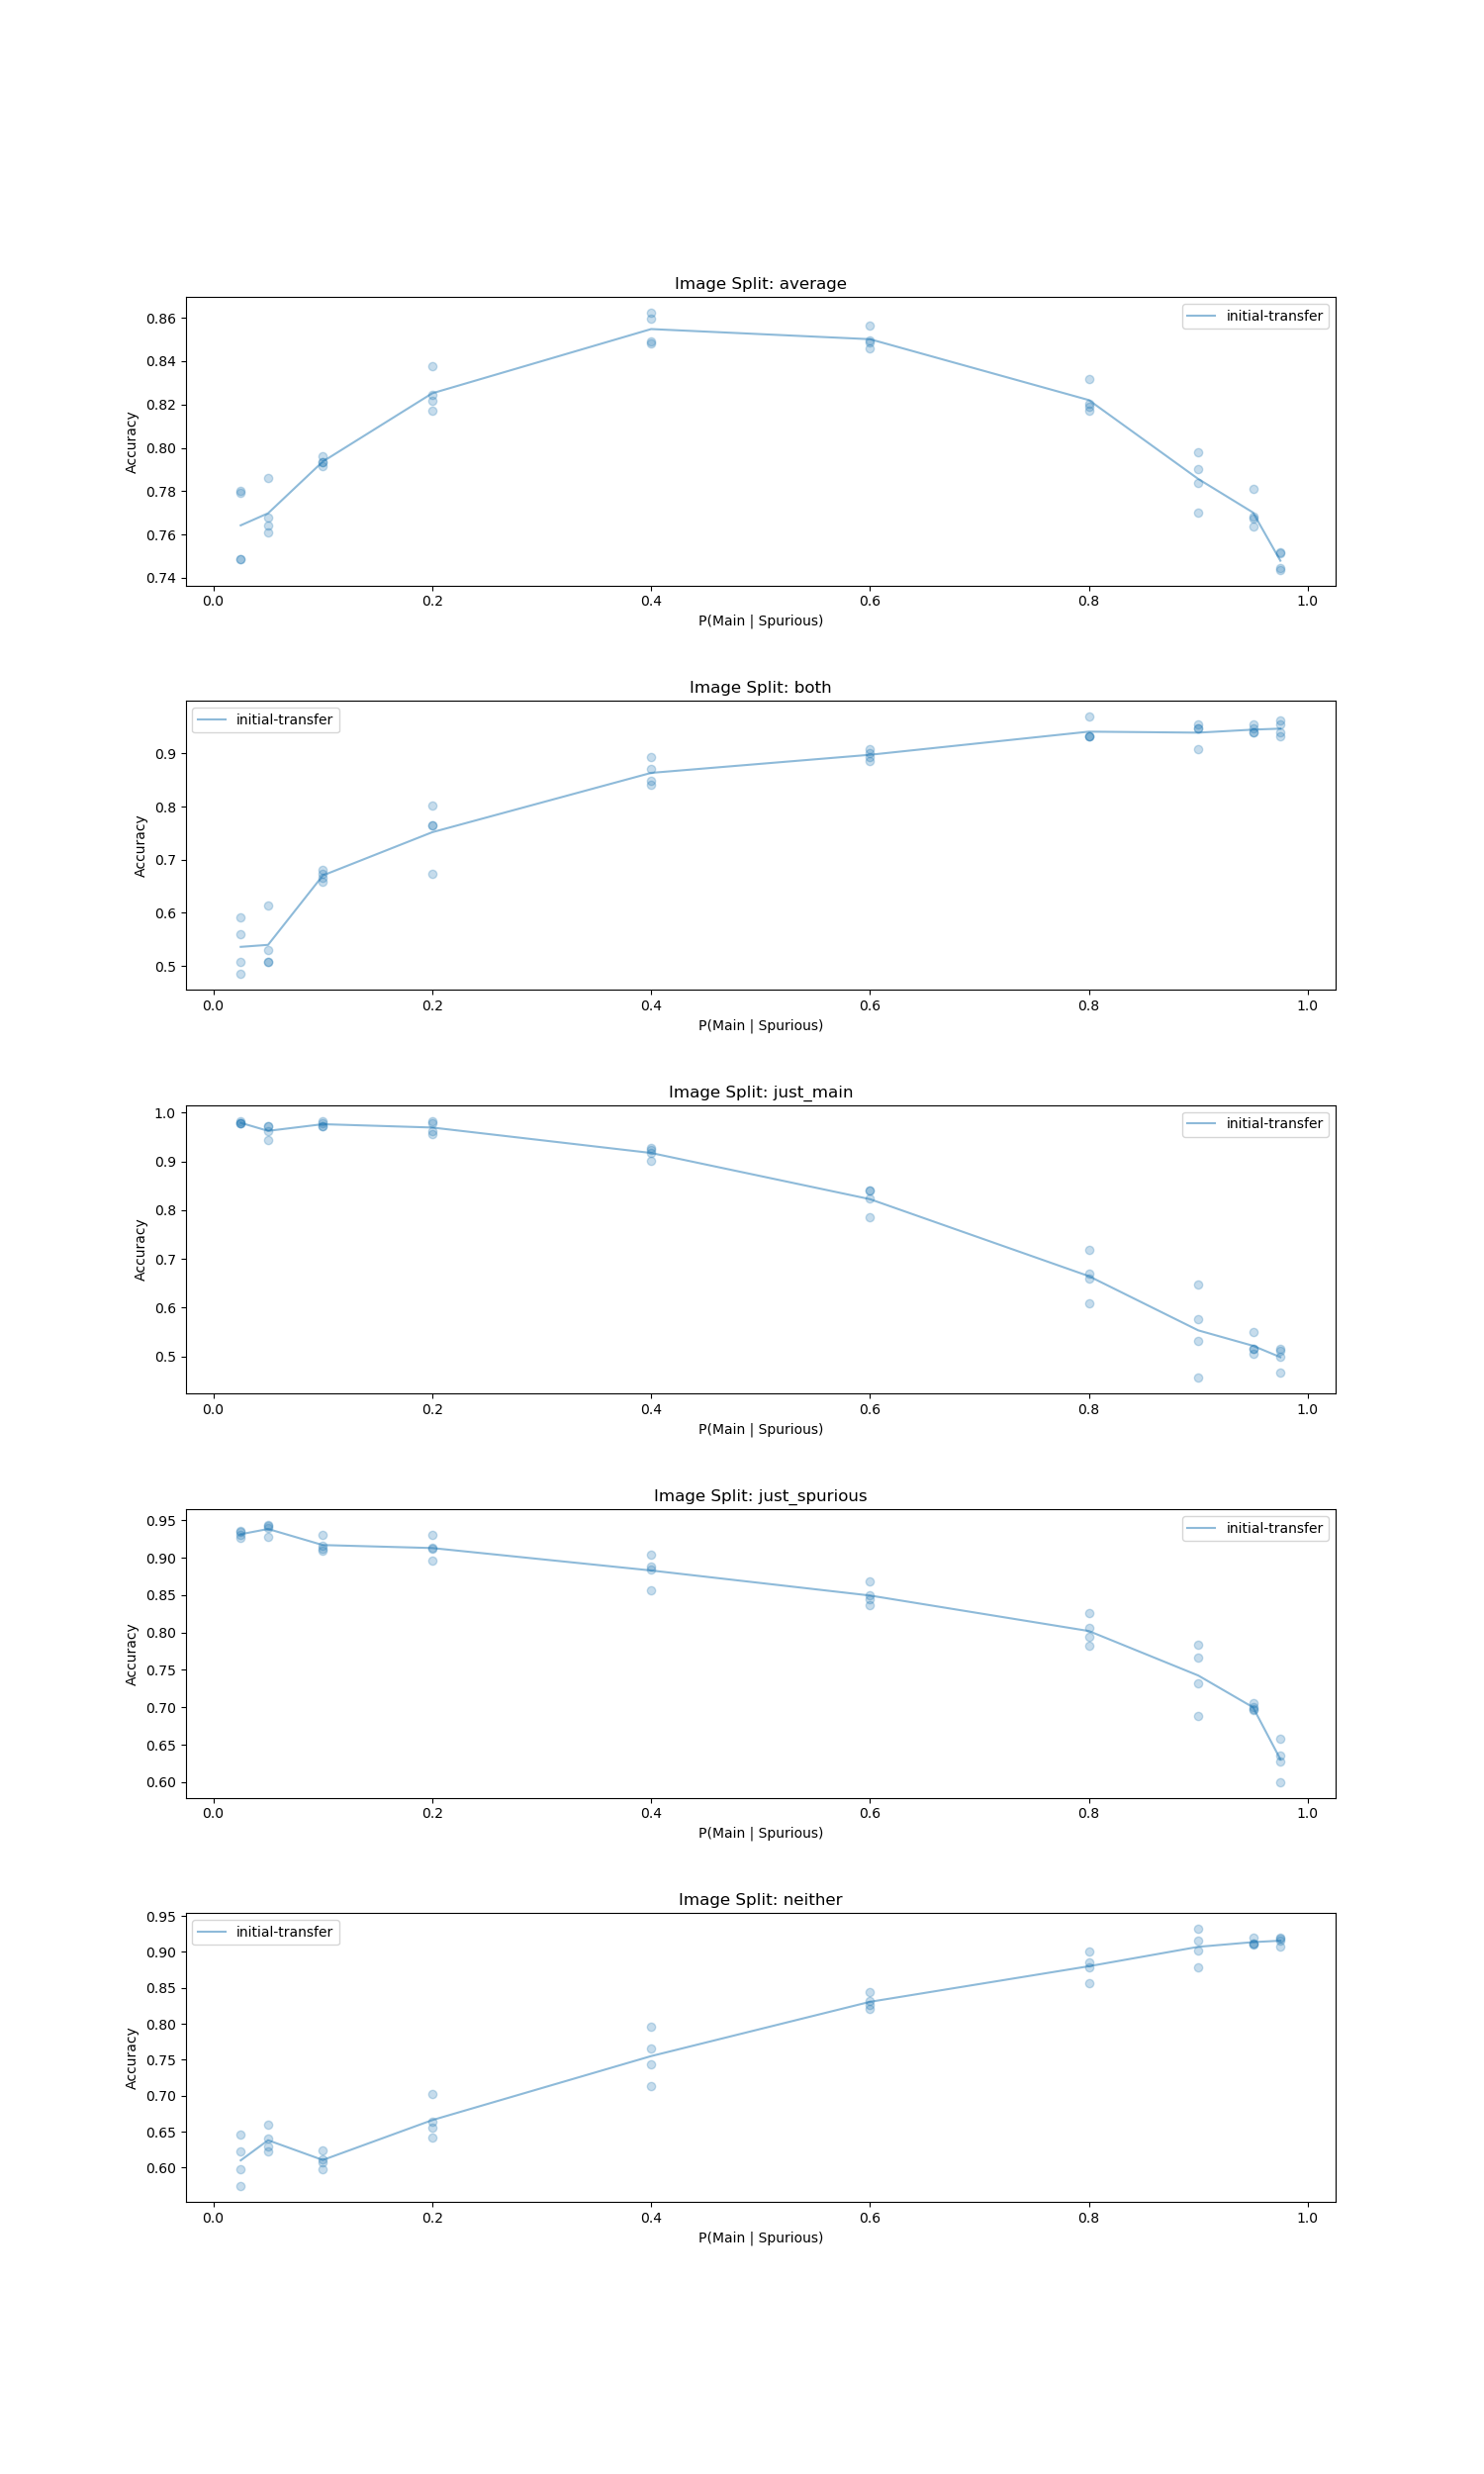 Image Split: average
initial-transfer
0.86
0.84
0.82
0.80
0.78
0.76
0.74
Accuracy
0.0 0.2 0.4 0.6 0.8 1.0
P(Main | Spurious)
Image Split: both
initial-transfer
0.9
0.8
0.7
0.6
0.5
Accuracy
0.0 0.2 0.4 0.6 0.8 1.0
P(Main | Spurious)
Image Split: just_main
initial-transfer
1.0
0.9
0.8
0.7
0.6
0.5
Accuracy
0.0 0.2 0.4 0.6 0.8 1.0
P(Main | Spurious)
Image Split: just_spurious
initial-transfer
0.95
0.90
0.85
0.80
0.75
0.70
0.65
0.60
Accuracy
0.0 0.2 0.4 0.6 0.8 1.0
P(Main | Spurious)
Image Split: neither
initial-transfer
0.95
0.90
0.85
0.80
0.75
0.70
0.65
0.60
Accuracy
0.0 0.2 0.4 0.6 0.8 1.0
P(Main | Spurious)